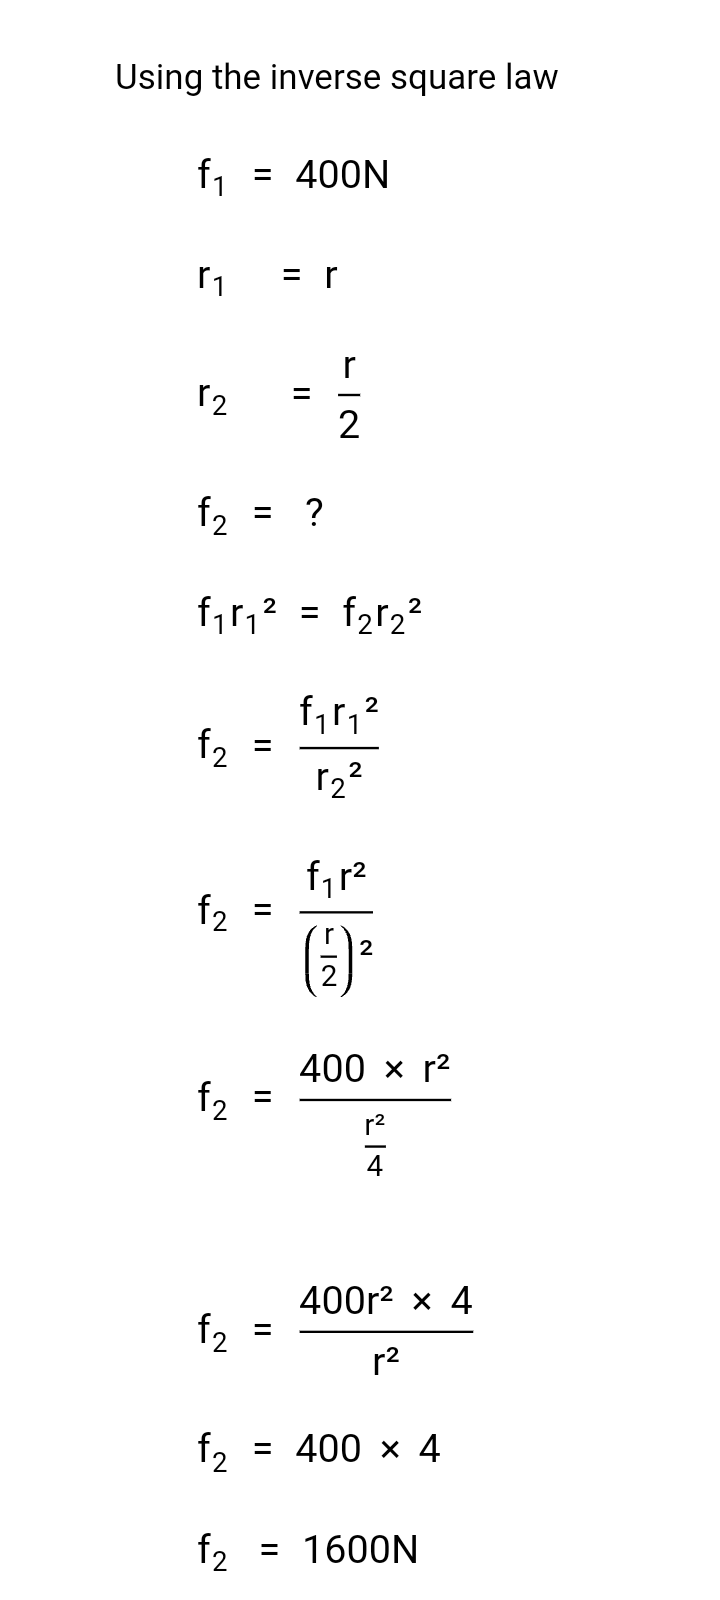 Using the inverse square law
f₁ = 400N
r₁ = r
r₂ = r/2
f₂ = ?
f₁r₁² = f₂r₂²
f₂ = f₁r₁²/r₂²
f₂ = f₁r²/(r/2)²
f₂ = (400 × r²)/(r²/4)
f₂ = (400r² × 4)/r²
f₂ = 400 × 4
f₂ = 1600N